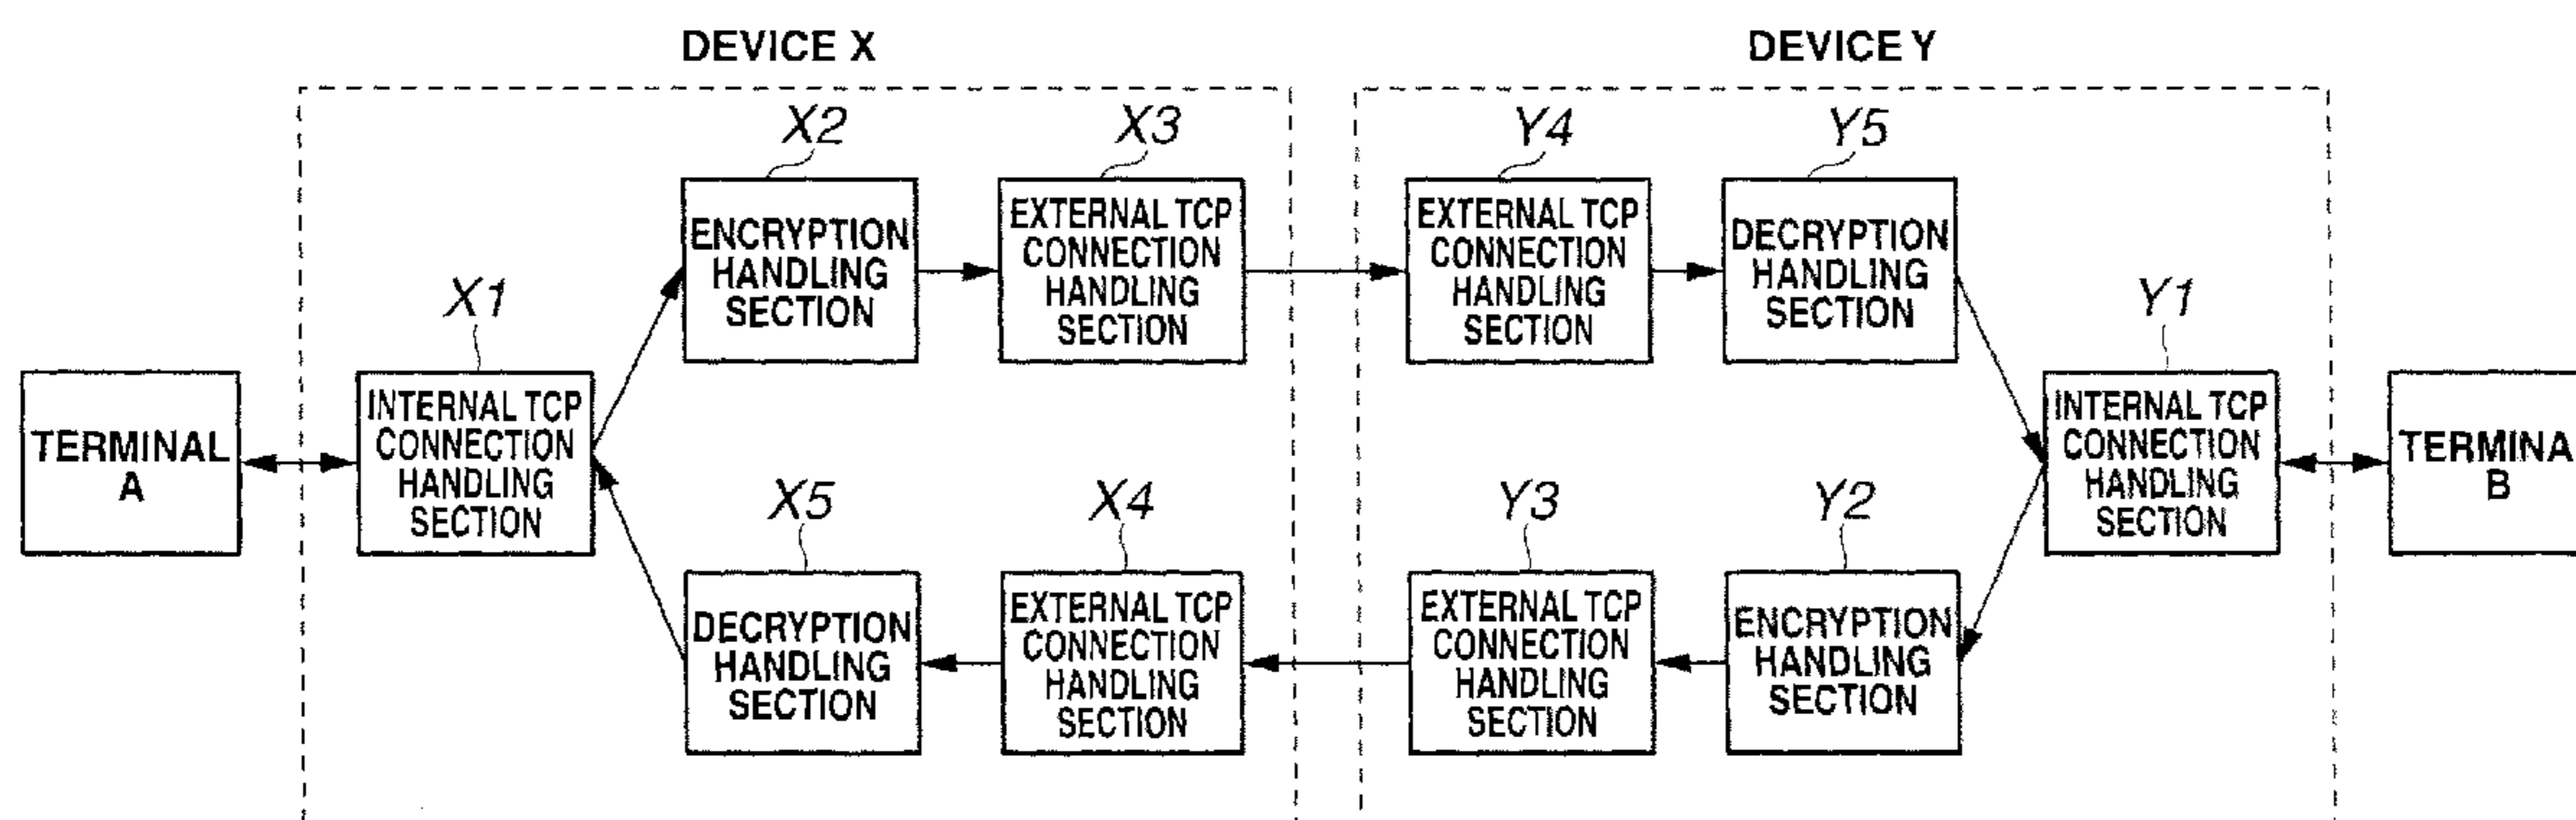 DEVICE X
DEVICE Y
X2
X3
Y4
Y5
ENCRYPTION
HANDLING
SECTION
EXTERNAL TCP
CONNECTION
HANDLING
SECTION
EXTERNAL TCP
CONNECTION
HANDLING
SECTION
DECRYPTION
HANDLING
SECTION
X1
Y1
TERMINAL
A
INTERNAL TCP
CONNECTION
HANDLING
SECTION
INTERNAL TCP
CONNECTION
HANDLING
SECTION
TERMINA
B
X5
X4
Y3
Y2
DECRYPTION
HANDLING
SECTION
EXTERNAL TCP
CONNECTION
HANDLING
SECTION
EXTERNAL TCP
CONNECTION
HANDLING
SECTION
ENCRYPTION
HANDLING
SECTION